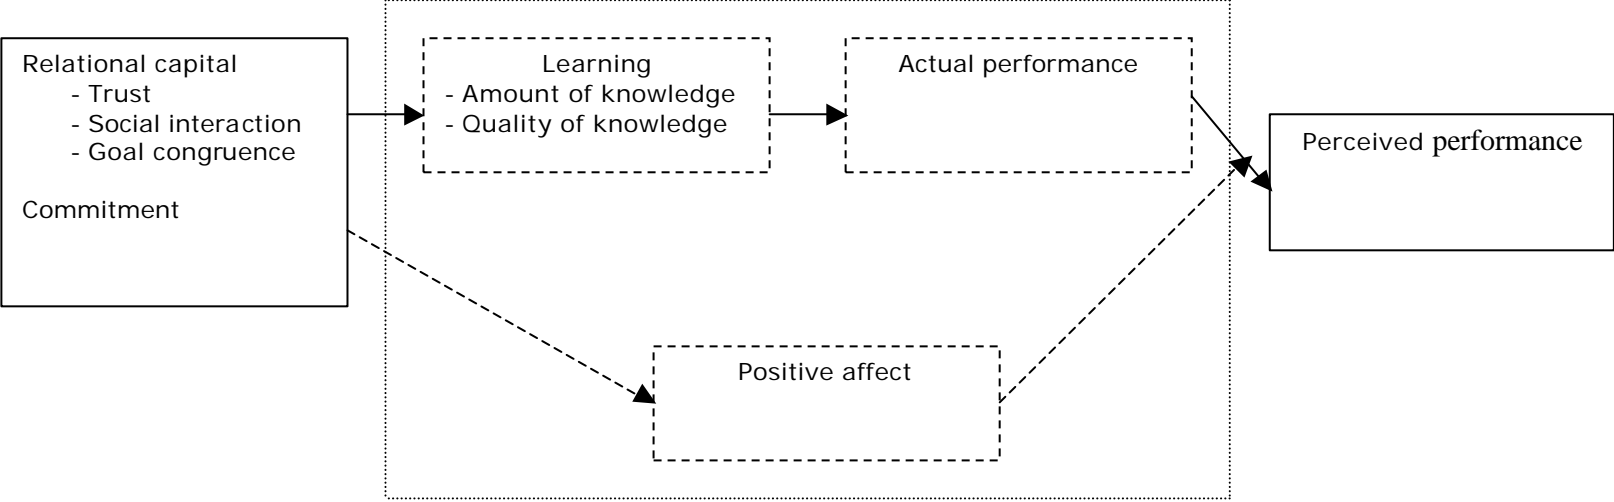 Relational capital
- Trust
- Social interaction
- Goal congruence
Commitment
Learning
- Amount of knowledge
- Quality of knowledge
Actual performance
Perceived performance
Positive affect